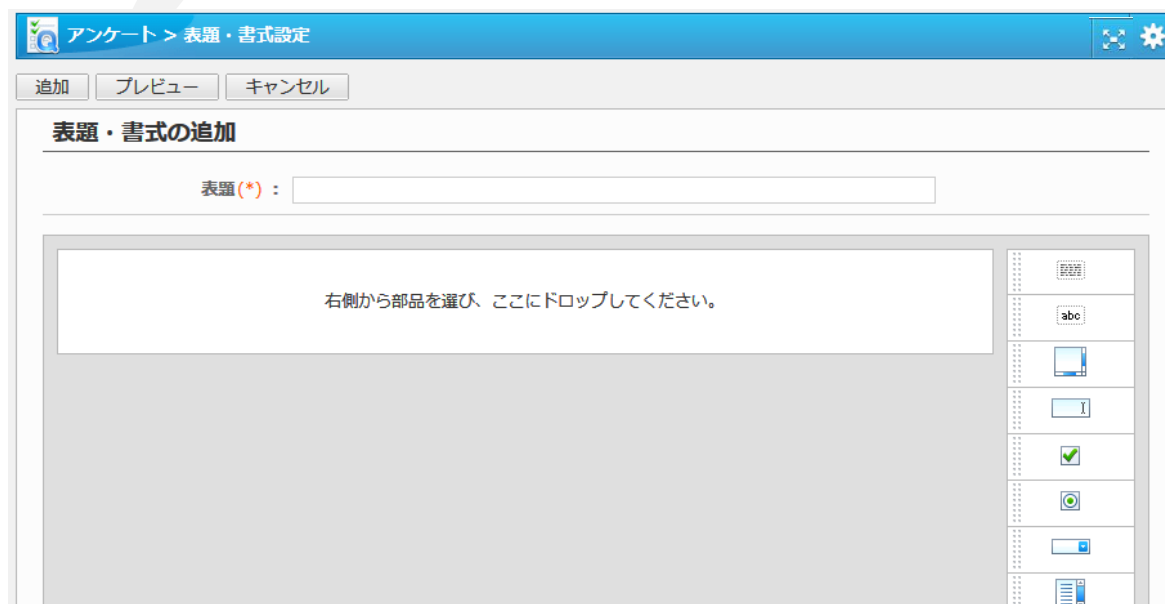 アンケート > 表題・書式設定
追加 プレビュー キャンセル
表題・書式の追加
表題(*) :
右側から部品を選び、ここにドロップしてください。
abc